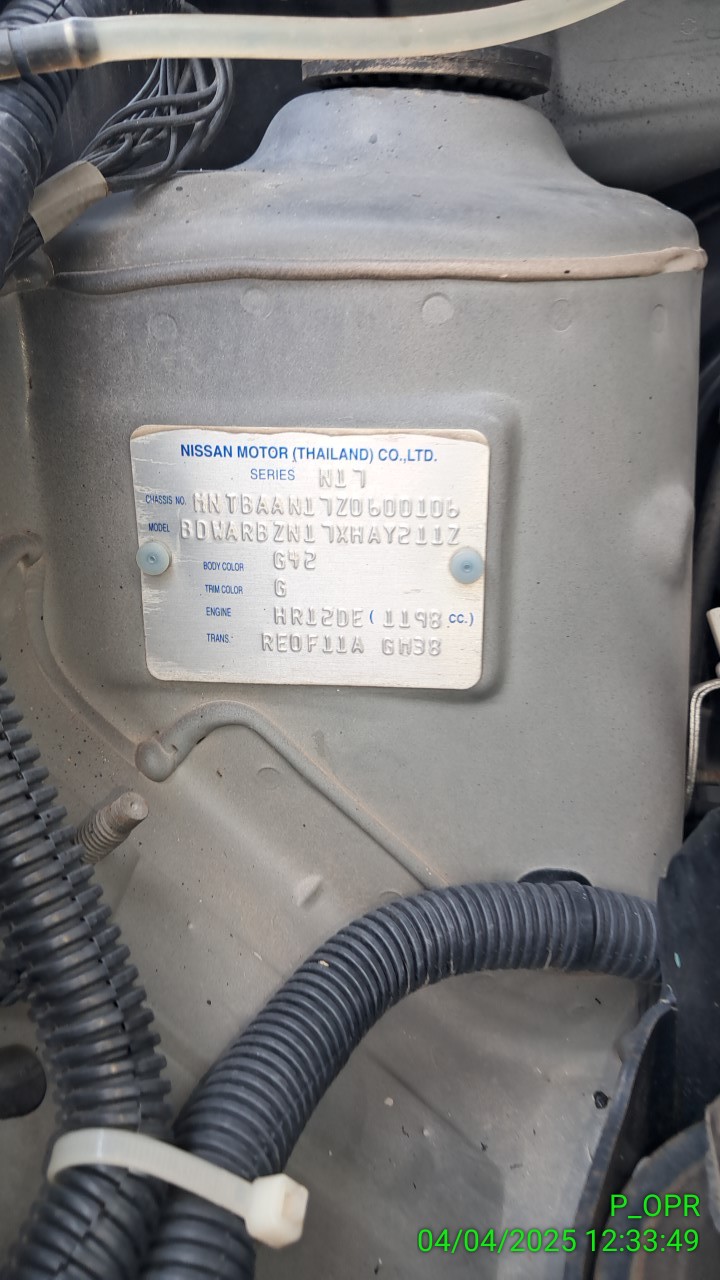 NISSAN MOTOR (THAILAND) CO.,LTD.
SERIES N17
CHASSIS NO. MNTBAAN17Z0600106
MODEL BDWARBZN17XHAY211Z
BODY COLOR G42
TRIM COLOR G
ENGINE HR12DE ( 1198 CC.)
TRANS. RE0F11A GM38
P_OPR
04/04/2025 12:33:49